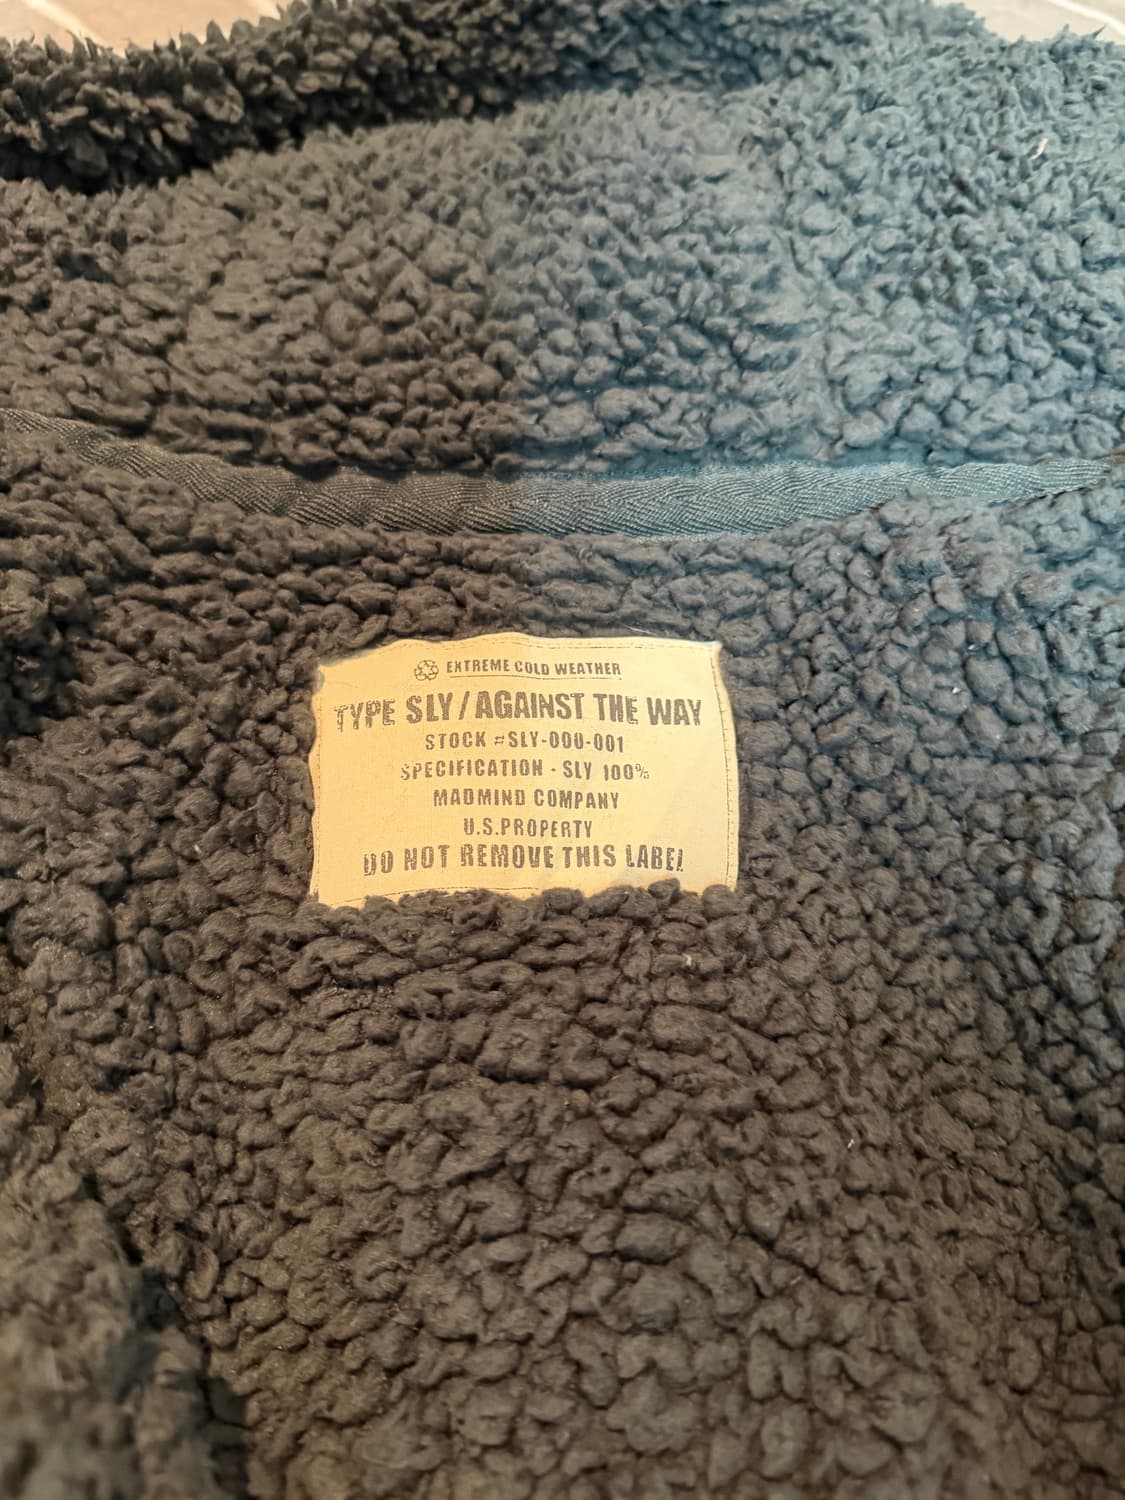 EXTREME COLD WEATHER
TYPE SLY/AGAINST THE WAY
STOCK #SLY-000-001
SPECIFICATION - SLY 100%
MADMIND COMPANY
U.S.PROPERTY
DO NOT REMOVE THIS LABEL